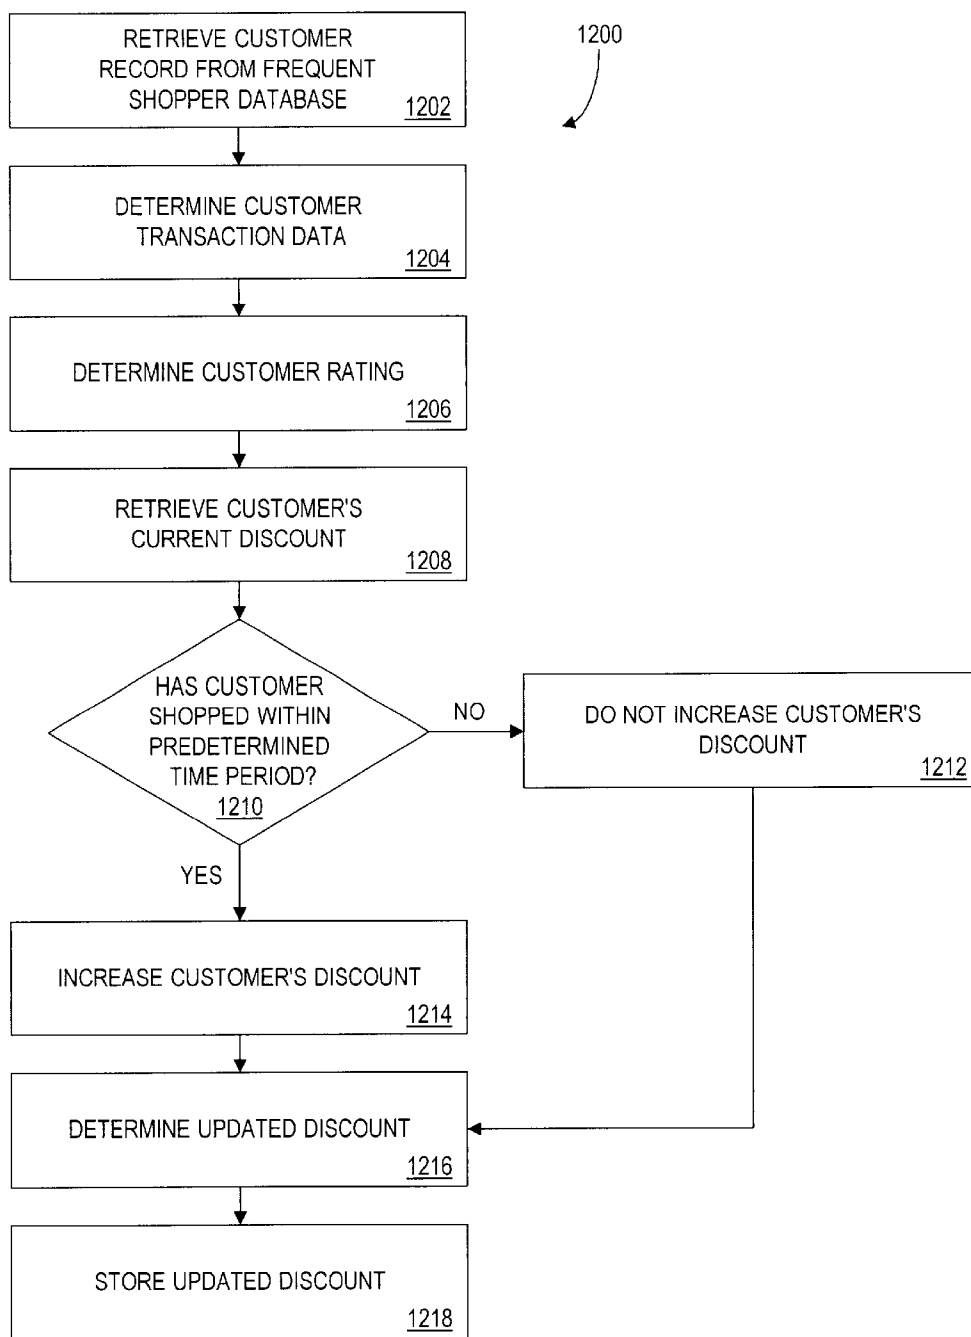 RETRIEVE CUSTOMER
RECORD FROM FREQUENT
SHOPPER DATABASE
1202
1200
DETERMINE CUSTOMER
TRANSACTION DATA
1204
DETERMINE CUSTOMER RATING
1206
RETRIEVE CUSTOMER'S
CURRENT DISCOUNT
1208
HAS CUSTOMER
SHOPPED WITHIN
PREDETERMINED
TIME PERIOD?
1210
NO
DO NOT INCREASE CUSTOMER'S
DISCOUNT
1212
YES
INCREASE CUSTOMER'S DISCOUNT
1214
DETERMINE UPDATED DISCOUNT
1216
STORE UPDATED DISCOUNT
1218